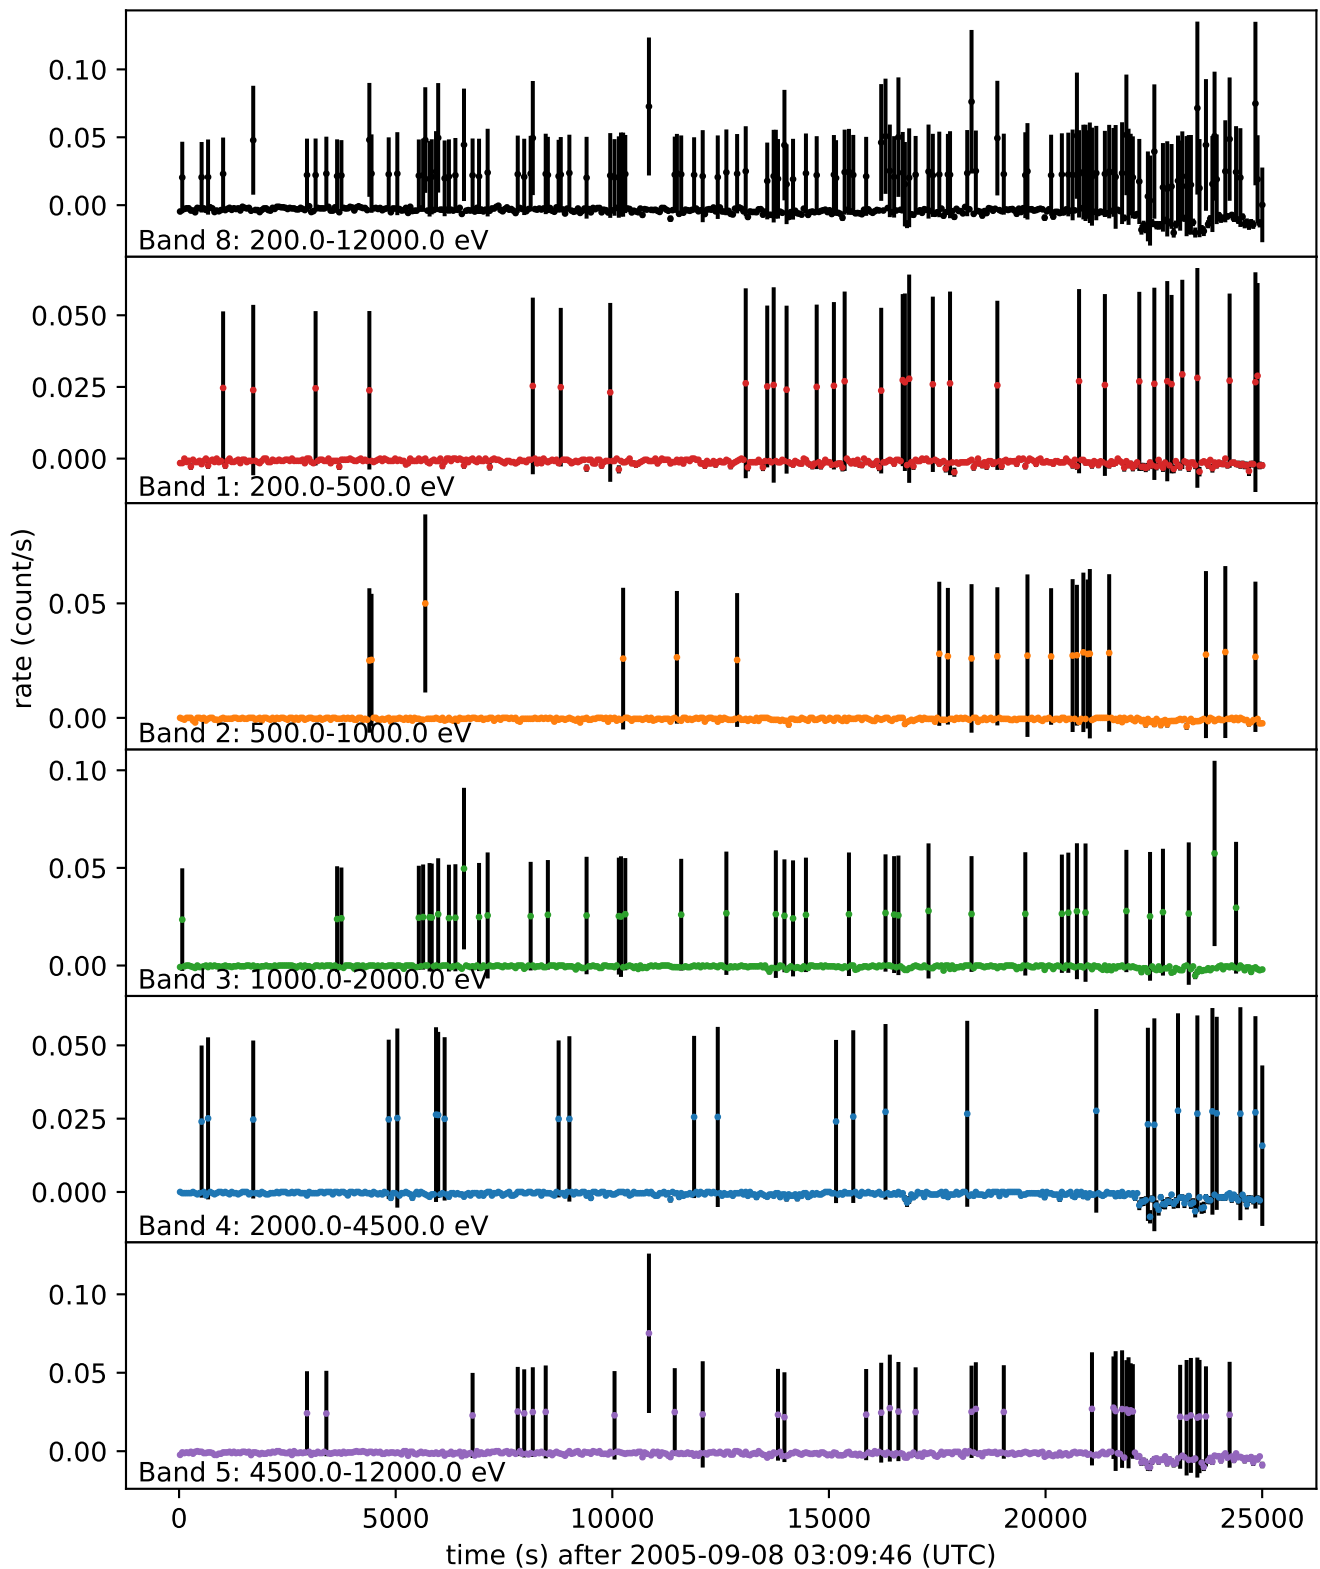 0.10
0.05
0.00
Band 8: 200.0-12000.0 eV
0.050
0.025
0.000
Band 1: 200.0-500.0 eV
0.05
0.00
Band 2: 500.0-1000.0 eV
rate (count/s)
0.10
0.05
0.00
Band 3: 1000.0-2000.0 eV
0.050
0.025
0.000
Band 4: 2000.0-4500.0 eV
0.10
0.05
0.00
Band 5: 4500.0-12000.0 eV
0 5000 10000 15000 20000 25000
time (s) after 2005-09-08 03:09:46 (UTC)